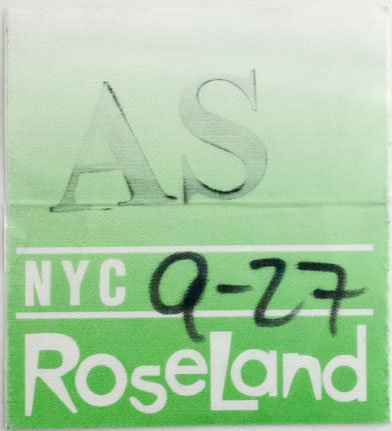 AS
NYC 9-27
RoseLand